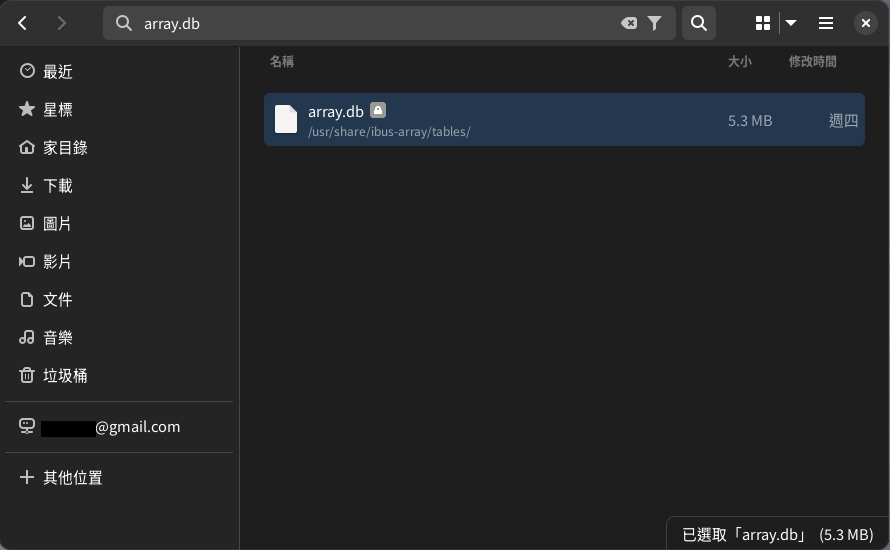 array.db
名稱 大小 修改時間
array.db 5.3 MB 週四
/usr/share/ibus-array/tables/
最近
星標
家目錄
下載
圖片
影片
文件
音樂
垃圾桶
@gmail.com
其他位置
已選取「array.db」 (5.3 MB)